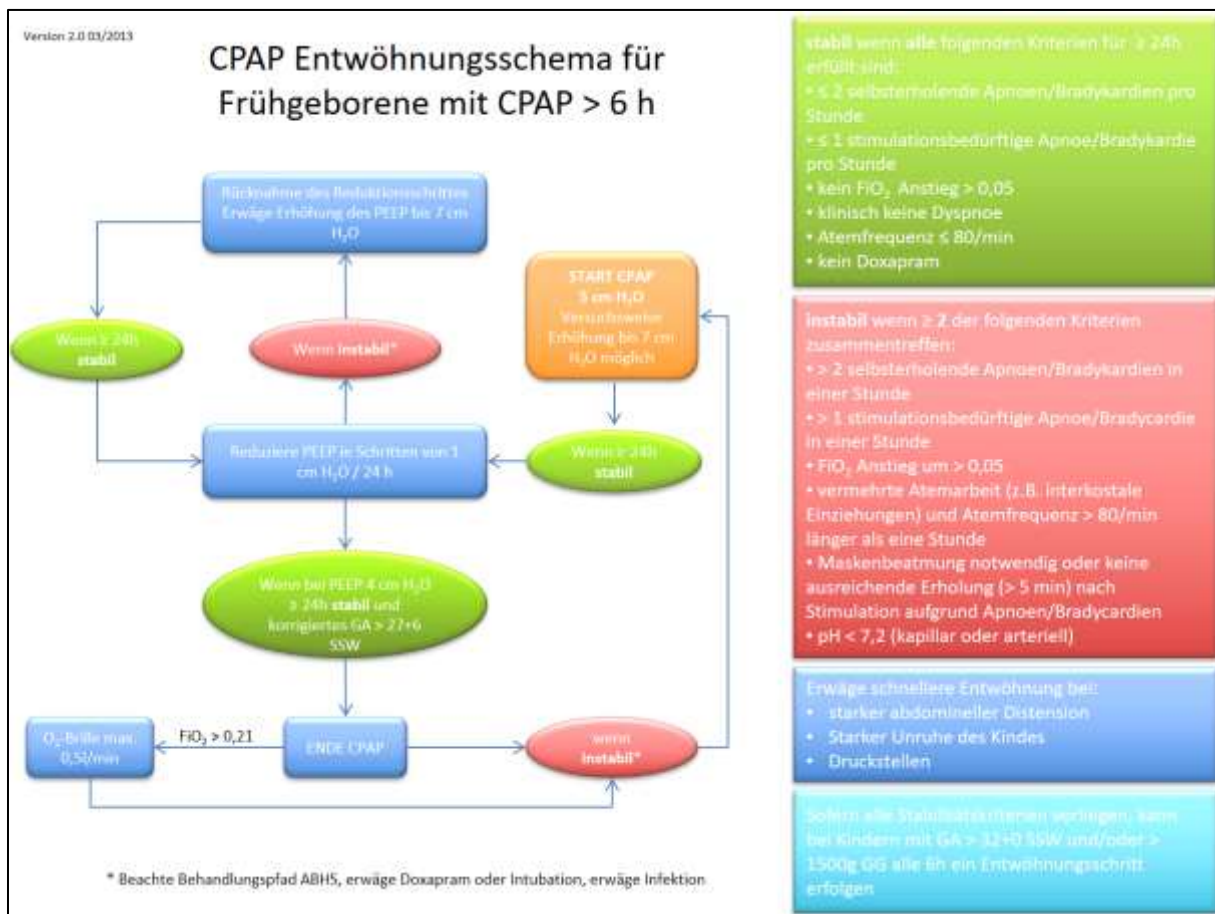 Version 2.0 03/2013
CPAP Entwöhnungsschema für
Frühgeborene mit CPAP > 6 h
Rücknahme des Reduktionsschrittes
Erwäge Erhöhung des PEEP bis 7 cm
H₂O
START CPAP
5 cm H₂O
Versuchsweise
Erhöhung bis 7 cm
H₂O möglich
Wenn ≥ 24h
stabil
Wenn instabil*
Reduziere PEEP in Schritten von 1
cm H₂O / 24 h
Wenn ≥ 24h
stabil
Wenn bei PEEP 4 cm H₂O
≥ 24h stabil und
korrigiertes GA > 27+6
SSW
O₂-Brille max.
0,5l/min
FiO₂ > 0,21
ENDE CPAP
wenn
instabil*
* Beachte Behandlungspfad ABHS, erwäge Doxapram oder Intubation, erwäge Infektion
stabil wenn alle folgenden Kriterien für ≥ 24h
erfüllt sind:
• ≤ 2 selbsterholende Apnoen/Bradykardien pro
Stunde
• ≤ 1 stimulationsbedürftige Apnoe/Bradykardie
pro Stunde
• kein FiO₂ Anstieg > 0,05
• klinisch keine Dyspnoe
• Atemfrequenz ≤ 80/min
• kein Doxapram
instabil wenn ≥ 2 der folgenden Kriterien
zusammentreffen:
• > 2 selbsterholende Apnoen/Bradykardien in
einer Stunde
• > 1 stimulationsbedürftige Apnoe/Bradycardie
in einer Stunde
• FiO₂ Anstieg um > 0,05
• vermehrte Atemarbeit (z.B. interkostale
Einziehungen) und Atemfrequenz > 80/min
länger als eine Stunde
• Maskenbeatmung notwendig oder keine
ausreichende Erholung (> 5 min) nach
Stimulation aufgrund Apnoen/Bradycardien
• pH < 7,2 (kapillar oder arteriell)
Erwäge schnellere Entwöhnung bei:
• starker abdomineller Distension
• Starker Unruhe des Kindes
• Druckstellen
Sofern alle Stabilitätskriterien vorliegen, kann
bei Kindern mit GA > 32+0 SSW und/oder >
1500g GG alle 6h ein Entwöhnungsschritt
erfolgen